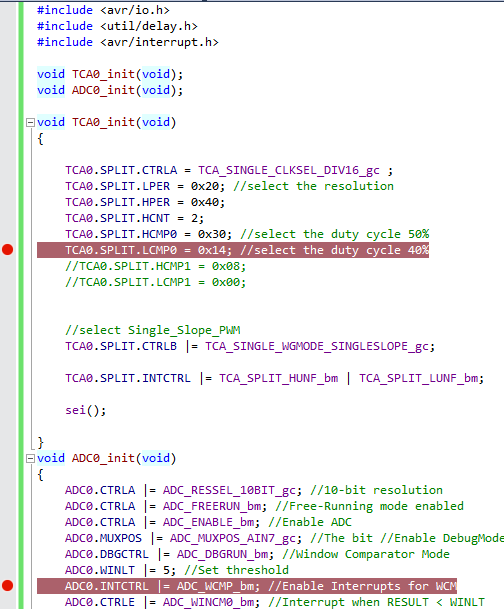 #include <avr/io.h>
#include <util/delay.h>
#include <avr/interrupt.h>
void TCA0_init(void);
void ADC0_init(void);
void TCA0_init(void)
{
TCA0.SPLIT.CTRLA = TCA_SINGLE_CLKSEL_DIV16_gc ;
TCA0.SPLIT.LPER = 0x20; //select the resolution
TCA0.SPLIT.HPER = 0x40;
TCA0.SPLIT.HCNT = 2;
TCA0.SPLIT.HCMP0 = 0x30; //select the duty cycle 50%
TCA0.SPLIT.LCMP0 = 0x14; //select the duty cycle 40%
//TCA0.SPLIT.HCMP1 = 0x08;
//TCA0.SPLIT.LCMP1 = 0x00;
//select Single_Slope_PWM
TCA0.SPLIT.CTRLB |= TCA_SINGLE_WGMODE_SINGLESLOPE_gc;
TCA0.SPLIT.INTCTRL |= TCA_SPLIT_HUNF_bm | TCA_SPLIT_LUNF_bm;
sei();
}
void ADC0_init(void)
{
ADC0.CTRLA |= ADC_RESSEL_10BIT_gc; //10-bit resolution
ADC0.CTRLA |= ADC_FREERUN_bm; //Free-Running mode enabled
ADC0.CTRLA |= ADC_ENABLE_bm; //Enable ADC
ADC0.MUXPOS |= ADC_MUXPOS_AIN7_gc; //The bit //Enable DebugMode
ADC0.DBGCTRL |= ADC_DBGRUN_bm; //Window Comparator Mode
ADC0.WINLT |= 5; //Set threshold
ADC0.INTCTRL |= ADC_WCMP_bm; //Enable Interrupts for WCM
ADC0.CTRLE |= ADC_WINCM0_bm; //Interrupt when RESULT < WINLT